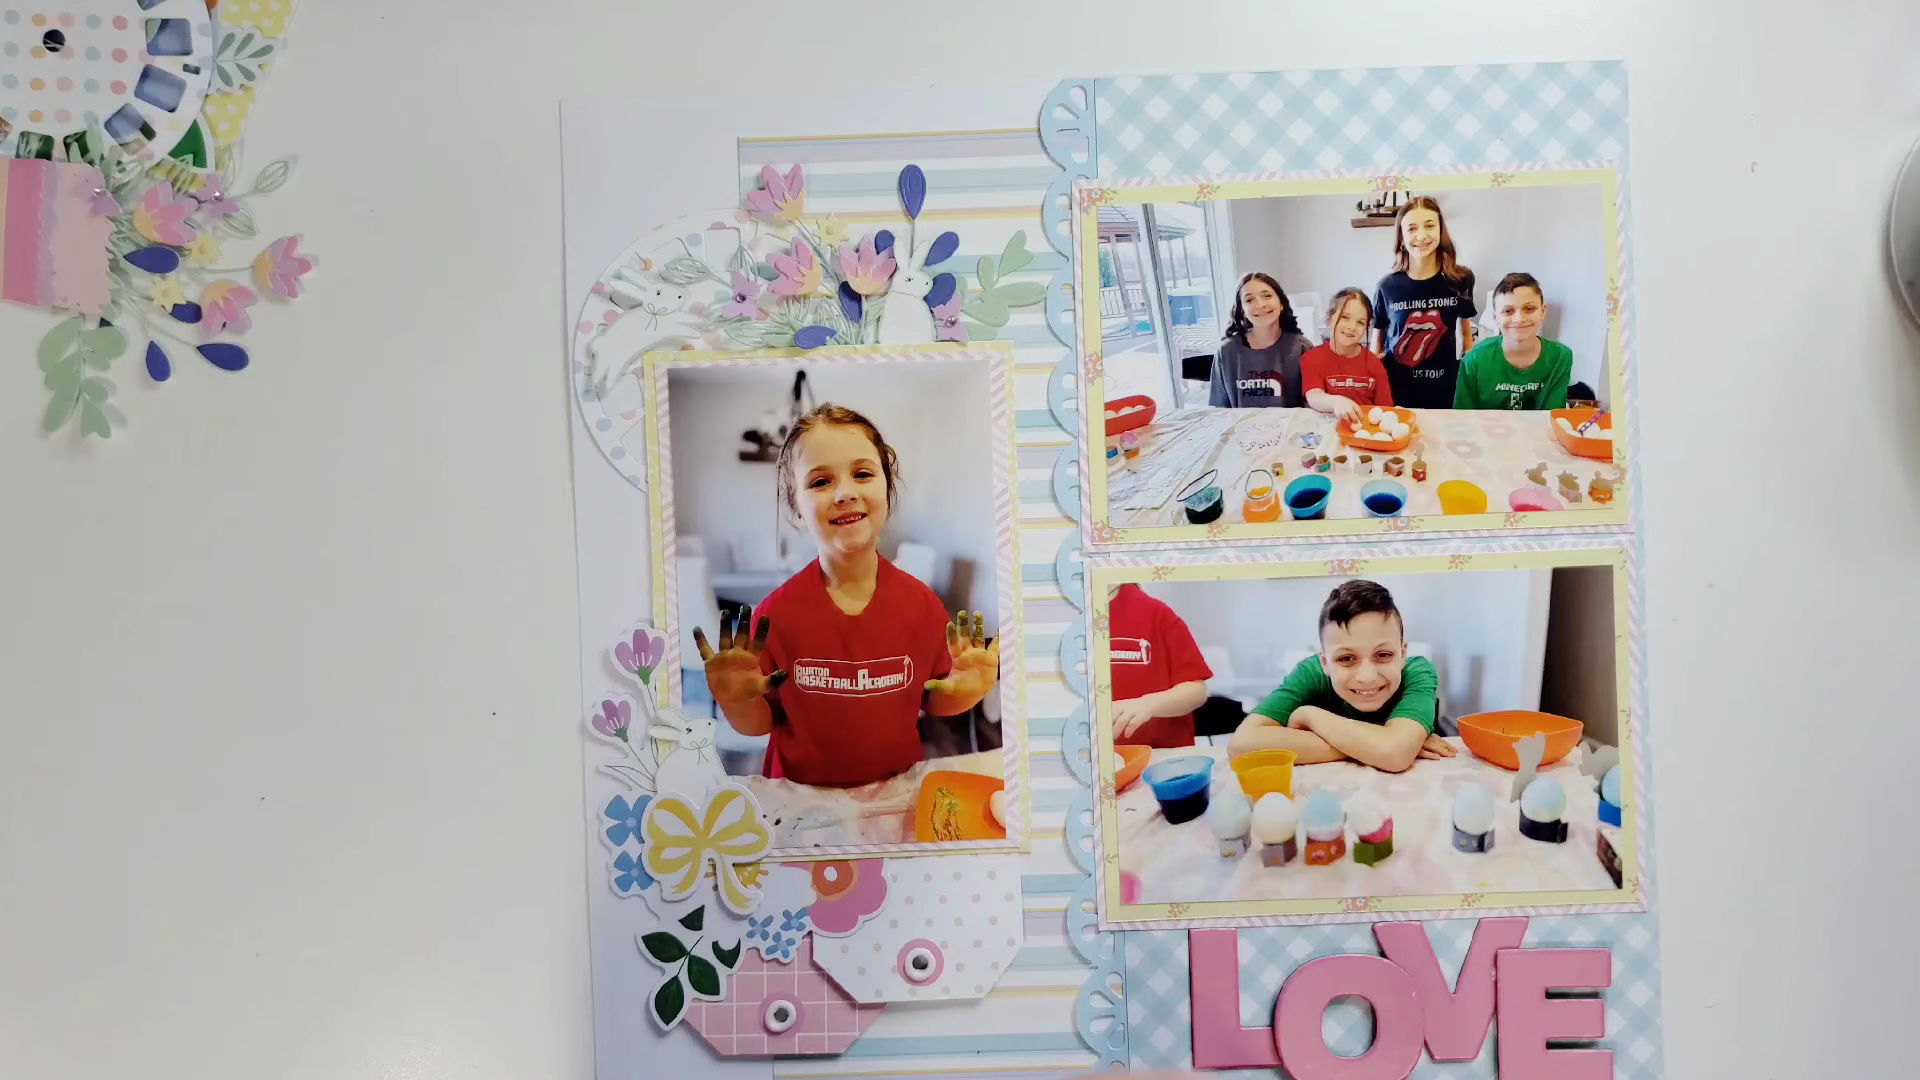 THE
NORTH
FACE
ROLLING STONES
US TOUR
MINECRAFT
BURTON
BASKETBALL ACADEMY
LOVE